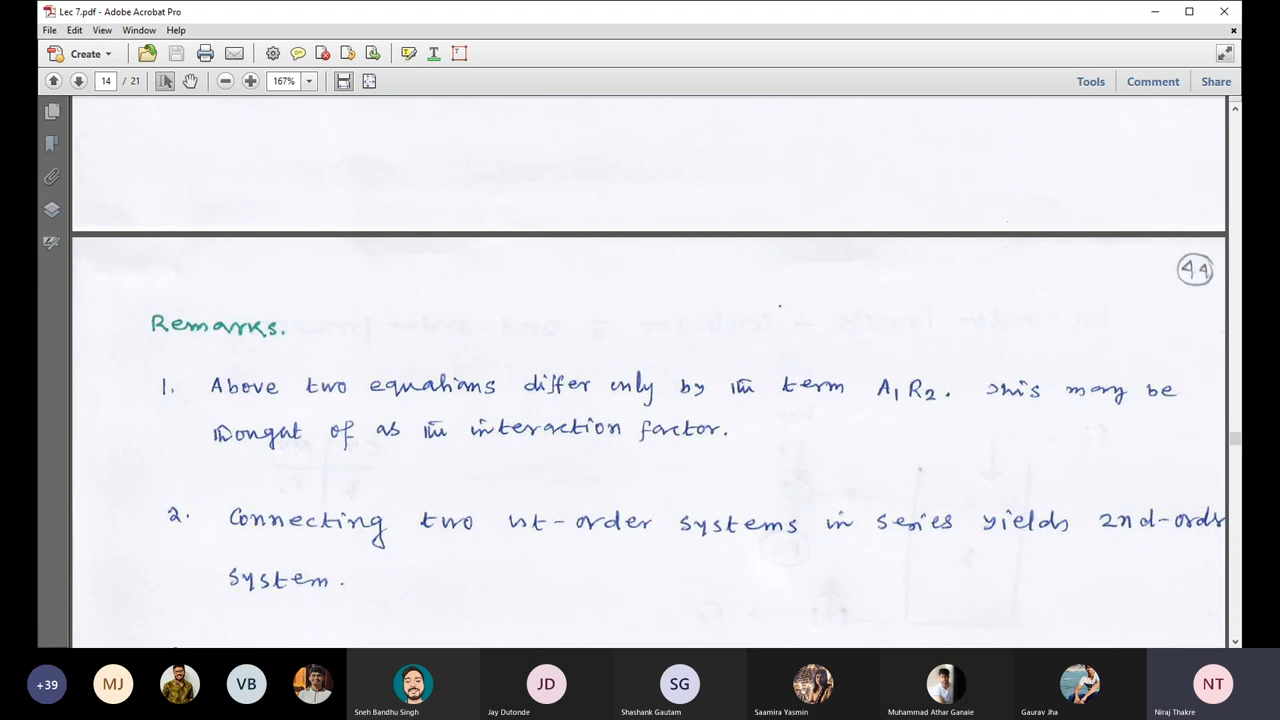 Lec 7.pdf - Adobe Acrobat Pro
File Edit View Window Help
Create
14 / 21 167% Tools Comment Share
44
Remarks.
1. Above two equations differ only by the term A1R2. This may be
thought of as the interaction factor.
2. Connecting two 1st-order systems in series yields 2nd-ordr
system.
+39 MJ VB JD SG NT
Sneh Bandhu Singh Jay Dutonde Shashank Gautam Saamira Yasmin Muhammad Athar Ganaie Gaurav Jha Niraj Thakre